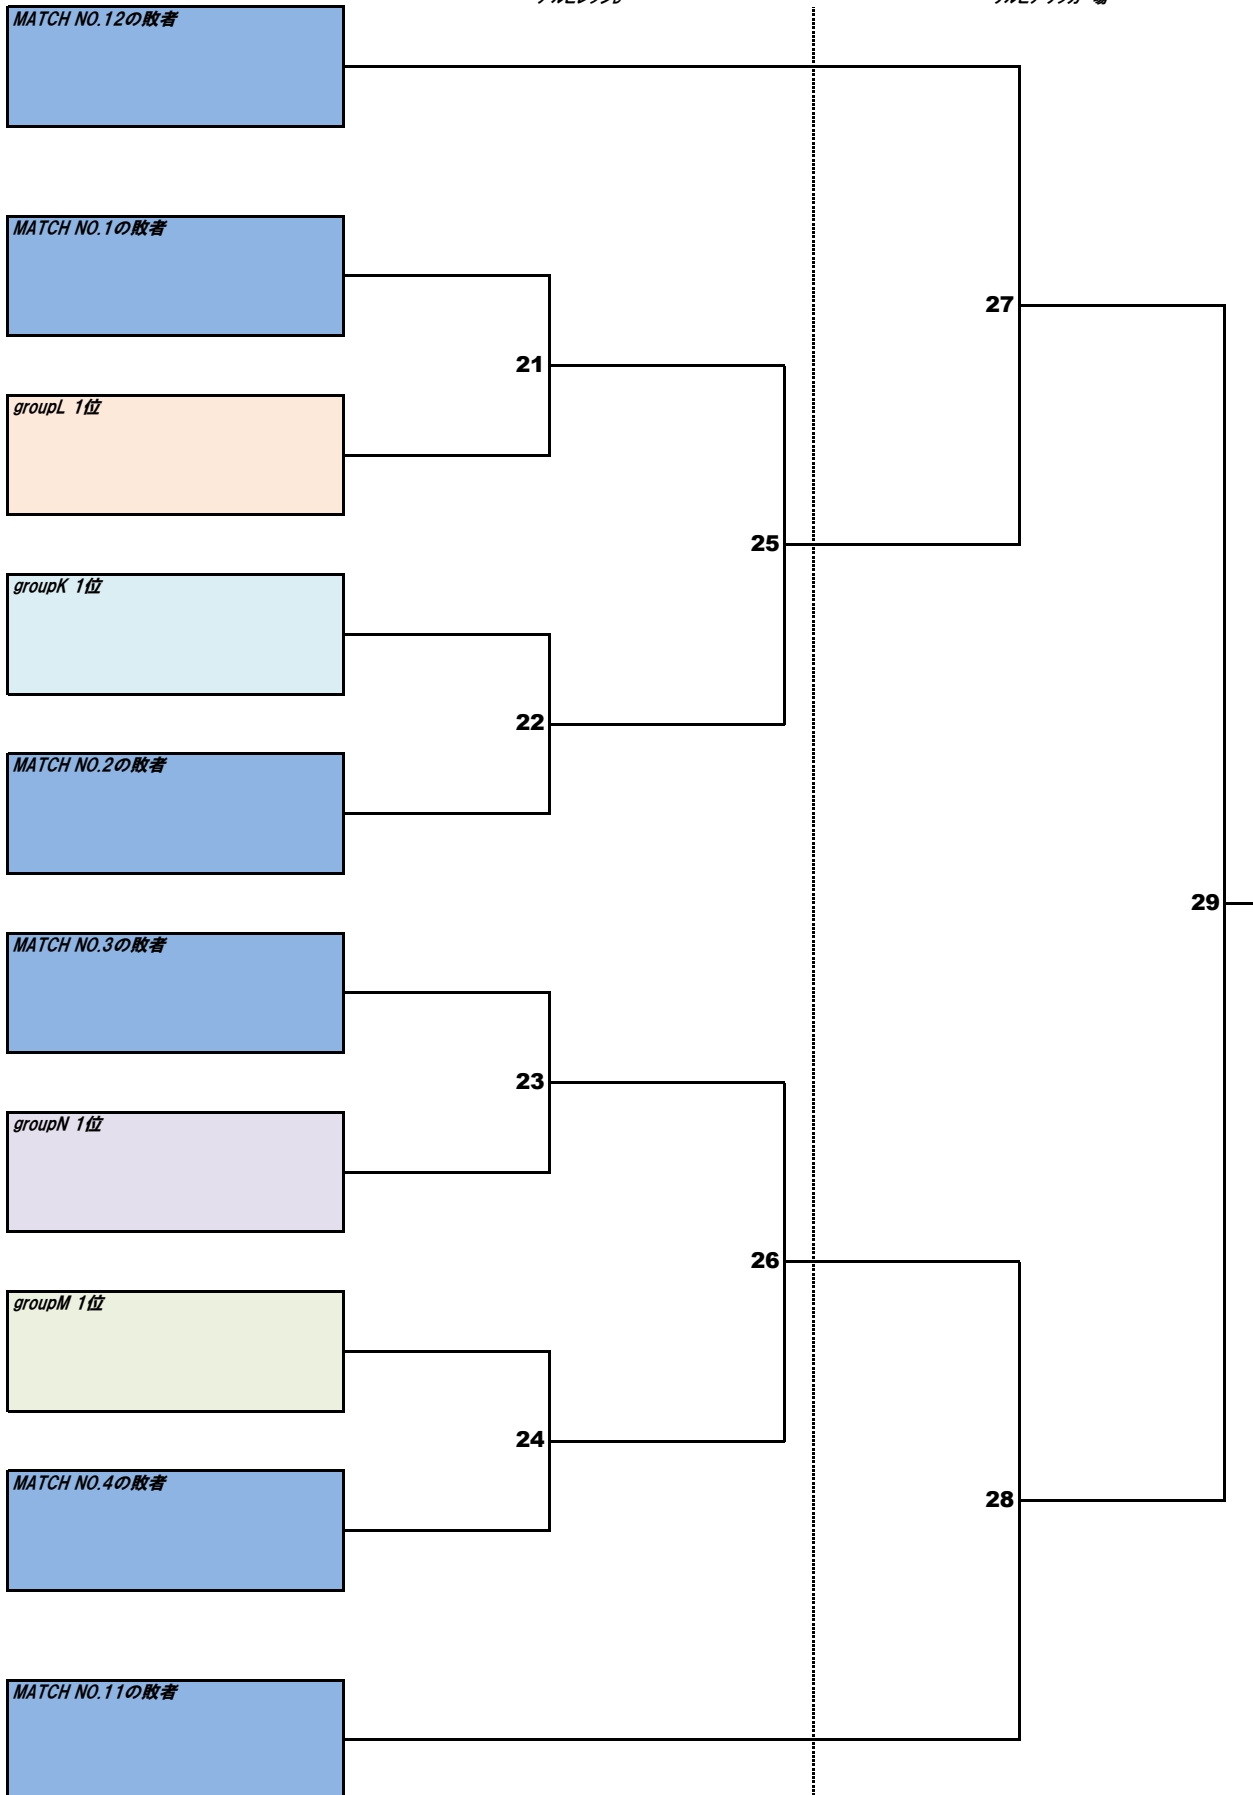 MATCH NO.12の敗者
MATCH NO.1の敗者
27
21
groupL 1位
25
groupK 1位
22
MATCH NO.2の敗者
29
MATCH NO.3の敗者
23
groupN 1位
26
groupM 1位
24
MATCH NO.4の敗者
28
MATCH NO.11の敗者